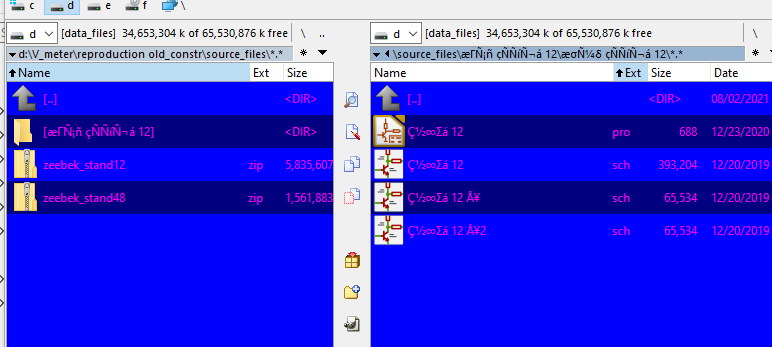 c d e f \
d [data_files] 34,653,304 k of 65,530,876 k free \ ..
d [data_files] 34,653,304 k of 65,530,876 k free \
d:\V_meter\reproduction old_constr\source_files\*.* *
\source_files\æΓÑ¡ñ çÑÑíÑ¬á 12\æσÑ¼δ çÑÑíÑ¬á 12\*.* *
Name Ext Size
Name Ext Size Date
[..] <DIR>
[..] <DIR> 08/02/2021
[æΓÑ¡ñ çÑÑíÑ¬á 12] <DIR>
Ç½∞Σá 12 pro 688 12/23/2020
zeebek_stand12 zip 5,835,607
Ç½∞Σá 12 sch 393,204 12/20/2019
zeebek_stand48 zip 1,561,883
Ç½∞Σá 12 Å¥ sch 65,534 12/20/2019
Ç½∞Σá 12 Å¥2 sch 65,534 12/20/2019